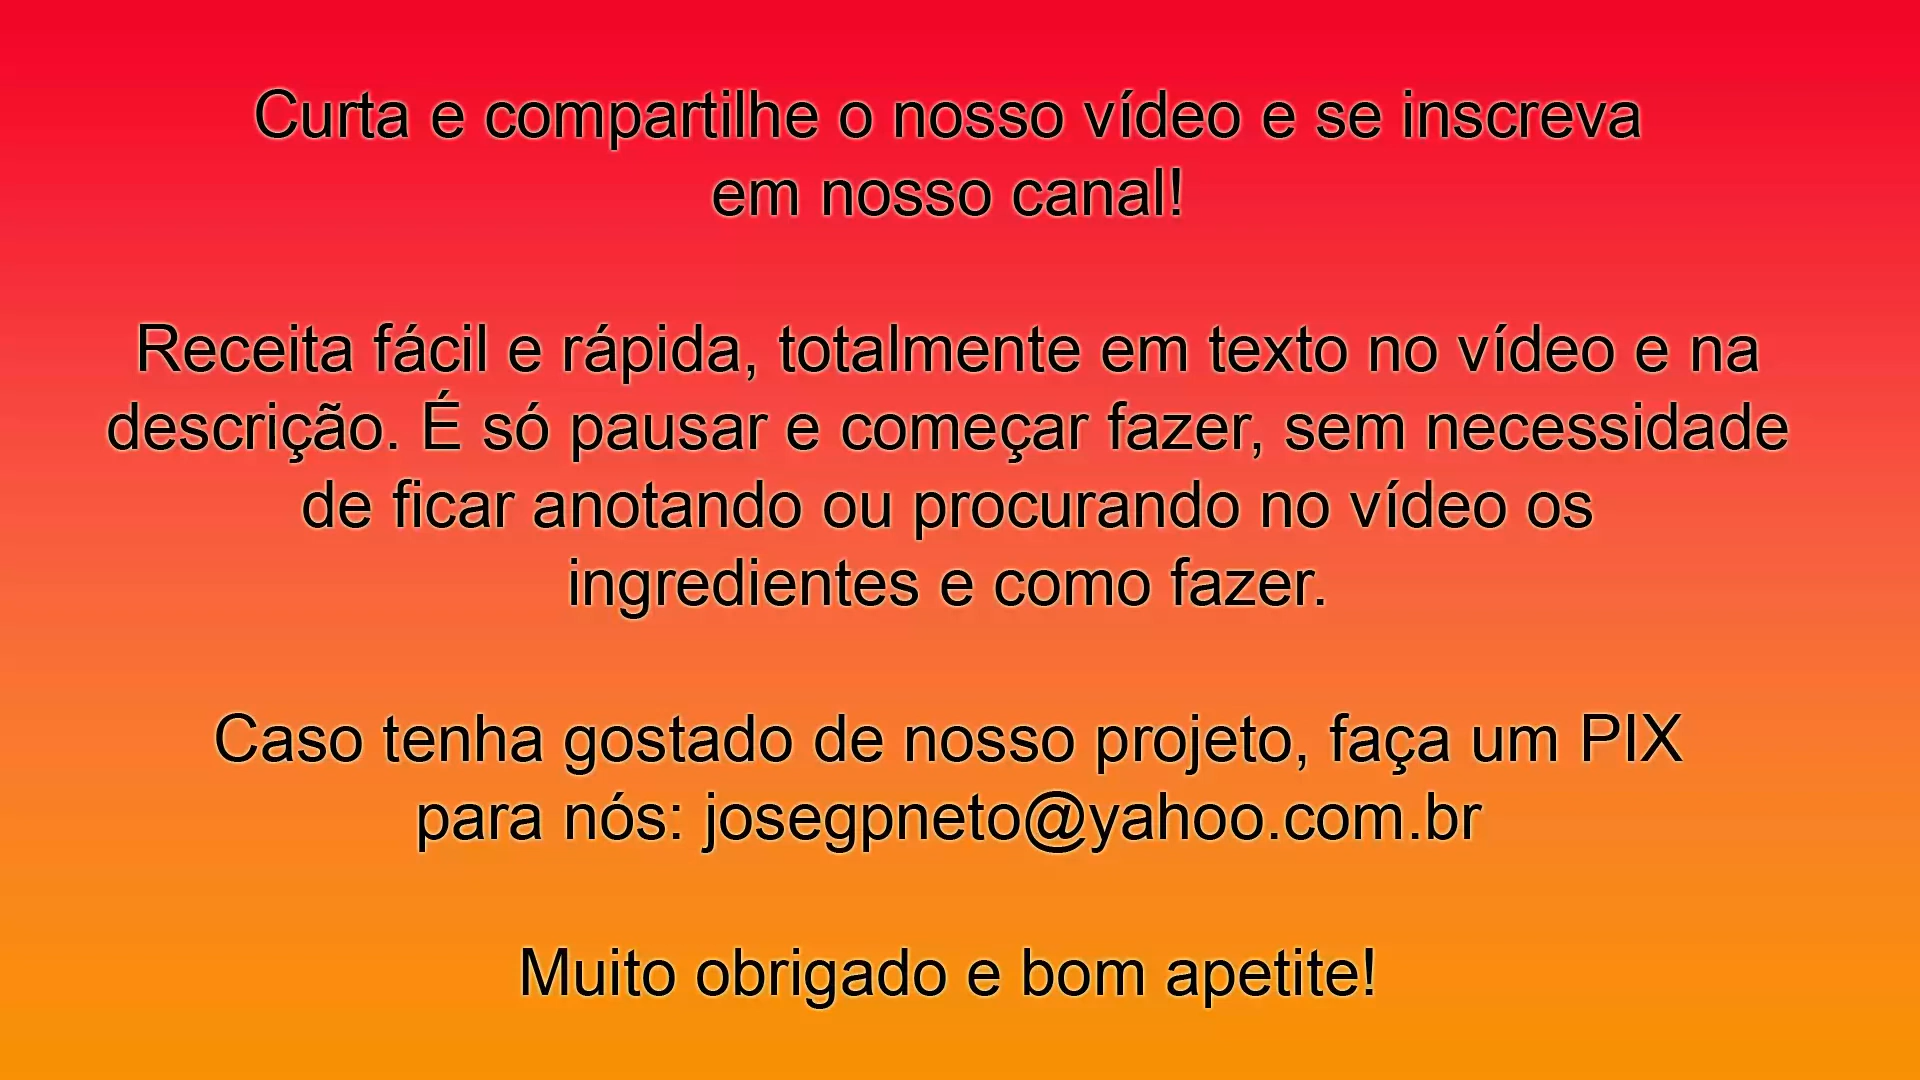 Curta e compartilhe o nosso vídeo e se inscreva
em nosso canal!
Receita fácil e rápida, totalmente em texto no vídeo e na
descrição. É só pausar e começar fazer, sem necessidade
de ficar anotando ou procurando no vídeo os
ingredientes e como fazer.
Caso tenha gostado de nosso projeto, faça um PIX
para nós: josegpneto@yahoo.com.br
Muito obrigado e bom apetite!